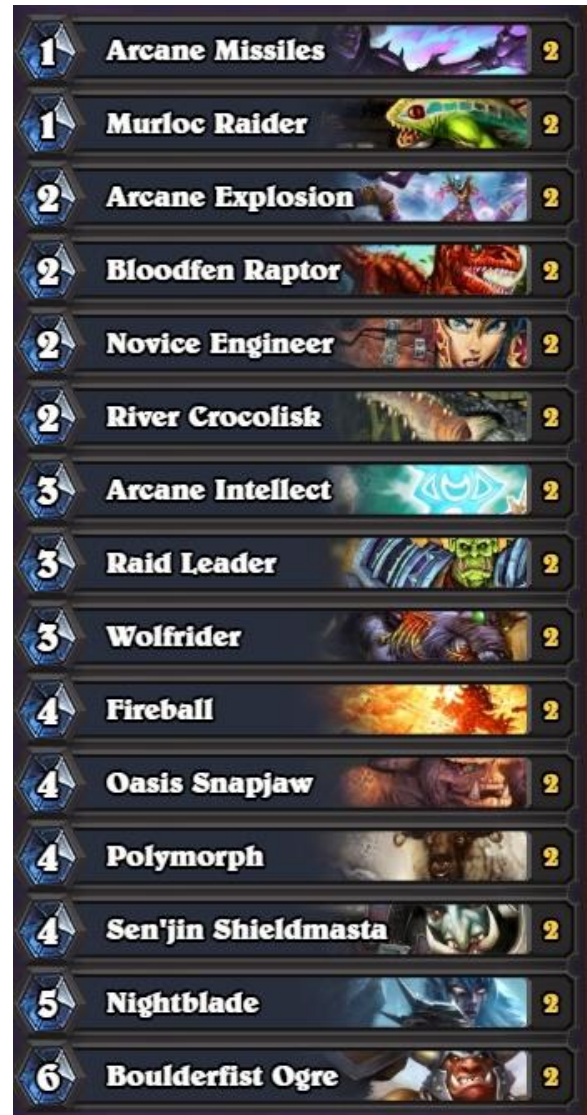 1 Arcane Missiles 2
1 Murloc Raider 2
2 Arcane Explosion 2
2 Bloodfen Raptor 2
2 Novice Engineer 2
2 River Crocolisk 2
3 Arcane Intellect 2
3 Raid Leader 2
3 Wolfrider 2
4 Fireball 2
4 Oasis Snapjaw 2
4 Polymorph 2
4 Sen'jin Shieldmasta 2
5 Nightblade 2
6 Boulderfist Ogre 2